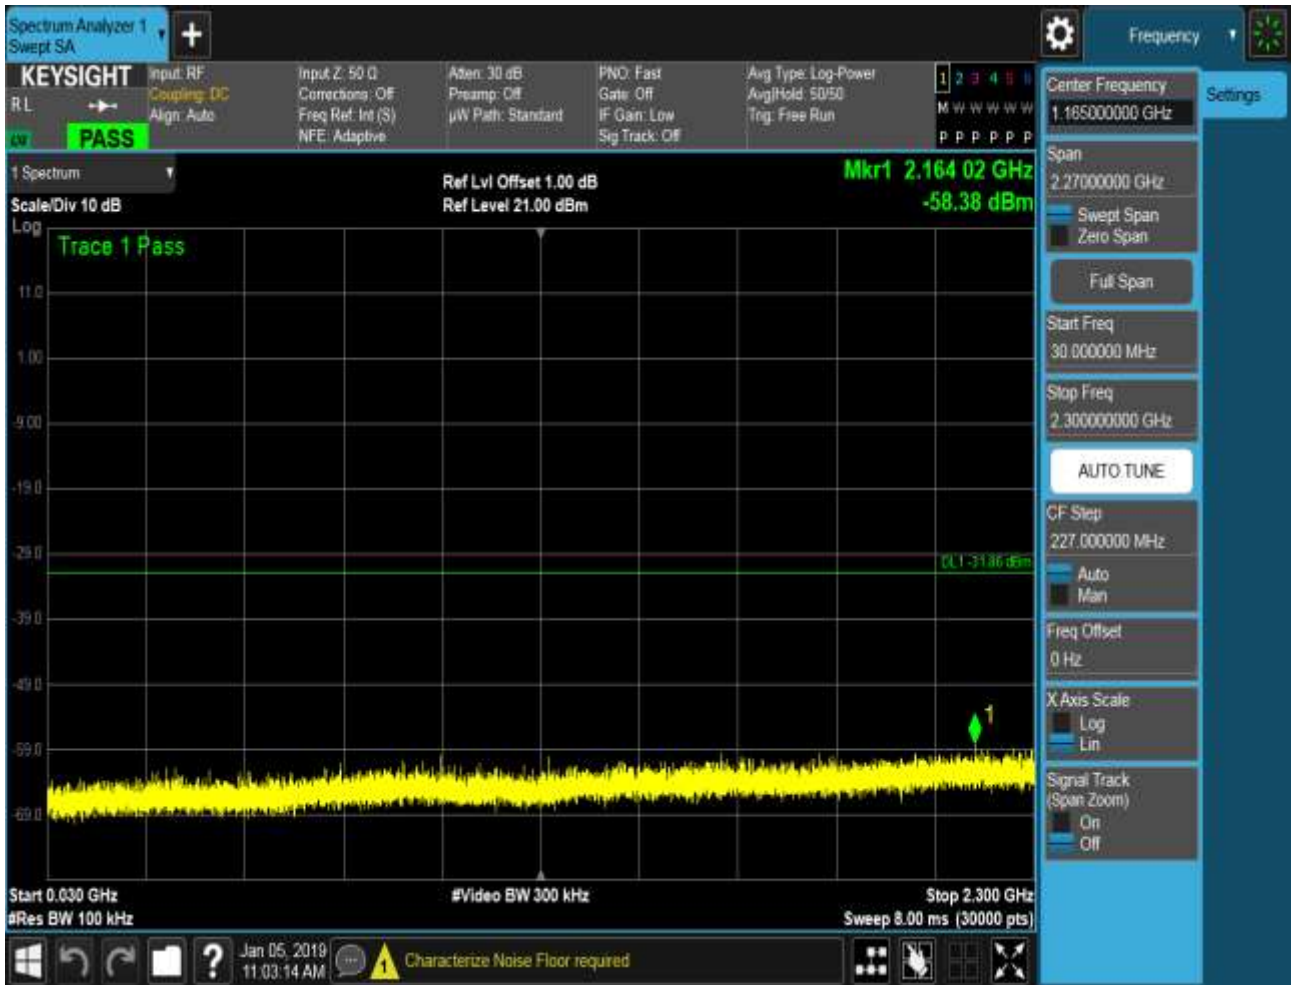 Spectrum Analyzer 1
Swept SA
Frequency
KEYSIGHT
RL
PASS
Input: RF
Coupling: DC
Align: Auto
Input Z: 50 Ω
Corrections: Off
Freq Ref: Int (S)
NFE: Adaptive
Atten: 30 dB
Preamp: Off
µW Path: Standard
PNO: Fast
Gate: Off
IF Gain: Low
Sig Track: Off
Avg Type: Log-Power
Avg|Hold: 50/50
Trig: Free Run
1 2 3 4 5 6
M W W W W W
P P P P P P
1 Spectrum
Scale/Div 10 dB
Log
Ref Lvl Offset 1.00 dB
Ref Level 21.00 dBm
Mkr1 2.164 02 GHz
-58.38 dBm
Trace 1 Pass
11.0
1.00
-9.00
-19.0
-29.0
-39.0
-49.0
-59.0
-69.0
DL1 -31.86 dBm
1
Start 0.030 GHz
#Res BW 100 kHz
#Video BW 300 kHz
Stop 2.300 GHz
Sweep 8.00 ms (30000 pts)
Jan 05, 2019
11:03:14 AM
1
Characterize Noise Floor required
Center Frequency
1.165000000 GHz
Settings
Span
2.27000000 GHz
Swept Span
Zero Span
Full Span
Start Freq
30.000000 MHz
Stop Freq
2.300000000 GHz
AUTO TUNE
CF Step
227.000000 MHz
Auto
Man
Freq Offset
0 Hz
X Axis Scale
Log
Lin
Signal Track
(Span Zoom)
On
Off